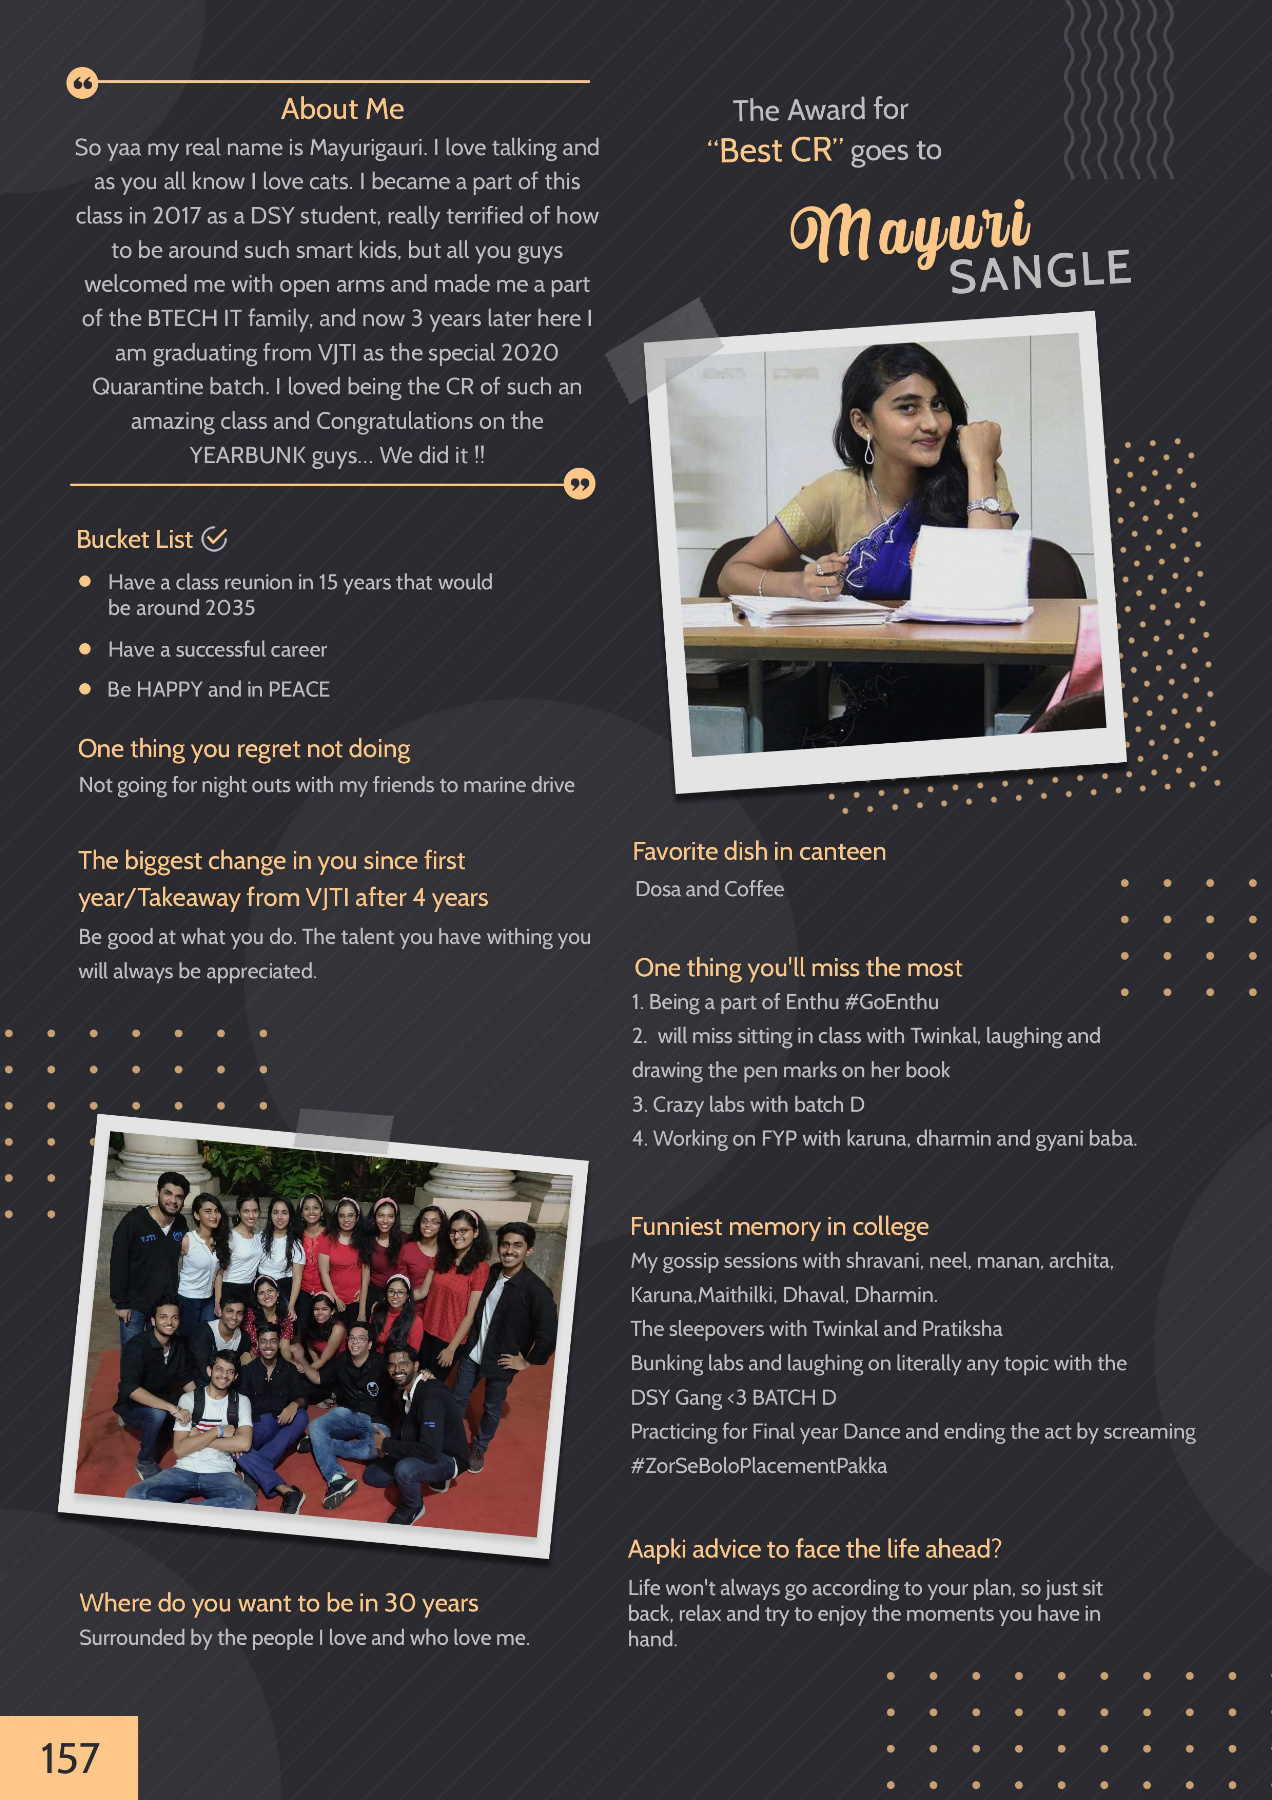 About Me
So yaa my real name is Mayurigauri. I love talking and
as you all know I love cats. I became a part of this
class in 2017 as a DSY student, really terrified of how
to be around such smart kids, but all you guys
welcomed me with open arms and made me a part
of the BTECH IT family, and now 3 years later here I
am graduating from VJTI as the special 2020
Quarantine batch. I loved being the CR of such an
amazing class and Congratulations on the
YEARBUNK guys... We did it !!
Bucket List
Have a class reunion in 15 years that would
be around 2035
Have a successful career
Be HAPPY and in PEACE
One thing you regret not doing
Not going for night outs with my friends to marine drive
The biggest change in you since first
year/Takeaway from VJTI after 4 years
Be good at what you do. The talent you have withing you
will always be appreciated.
VJTI
Where do you want to be in 30 years
Surrounded by the people I love and who love me.
157
The Award for
“Best CR” goes to
Mayuri
SANGLE
Favorite dish in canteen
Dosa and Coffee
One thing you'll miss the most
1. Being a part of Enthu #GoEnthu
2. will miss sitting in class with Twinkal, laughing and
drawing the pen marks on her book
3. Crazy labs with batch D
4. Working on FYP with karuna, dharmin and gyani baba.
Funniest memory in college
My gossip sessions with shravani, neel, manan, archita,
Karuna,Maithilki, Dhaval, Dharmin.
The sleepovers with Twinkal and Pratiksha
Bunking labs and laughing on literally any topic with the
DSY Gang <3 BATCH D
Practicing for Final year Dance and ending the act by screaming
#ZorSeBoloPlacementPakka
Aapki advice to face the life ahead?
Life won't always go according to your plan, so just sit
back, relax and try to enjoy the moments you have in
hand.